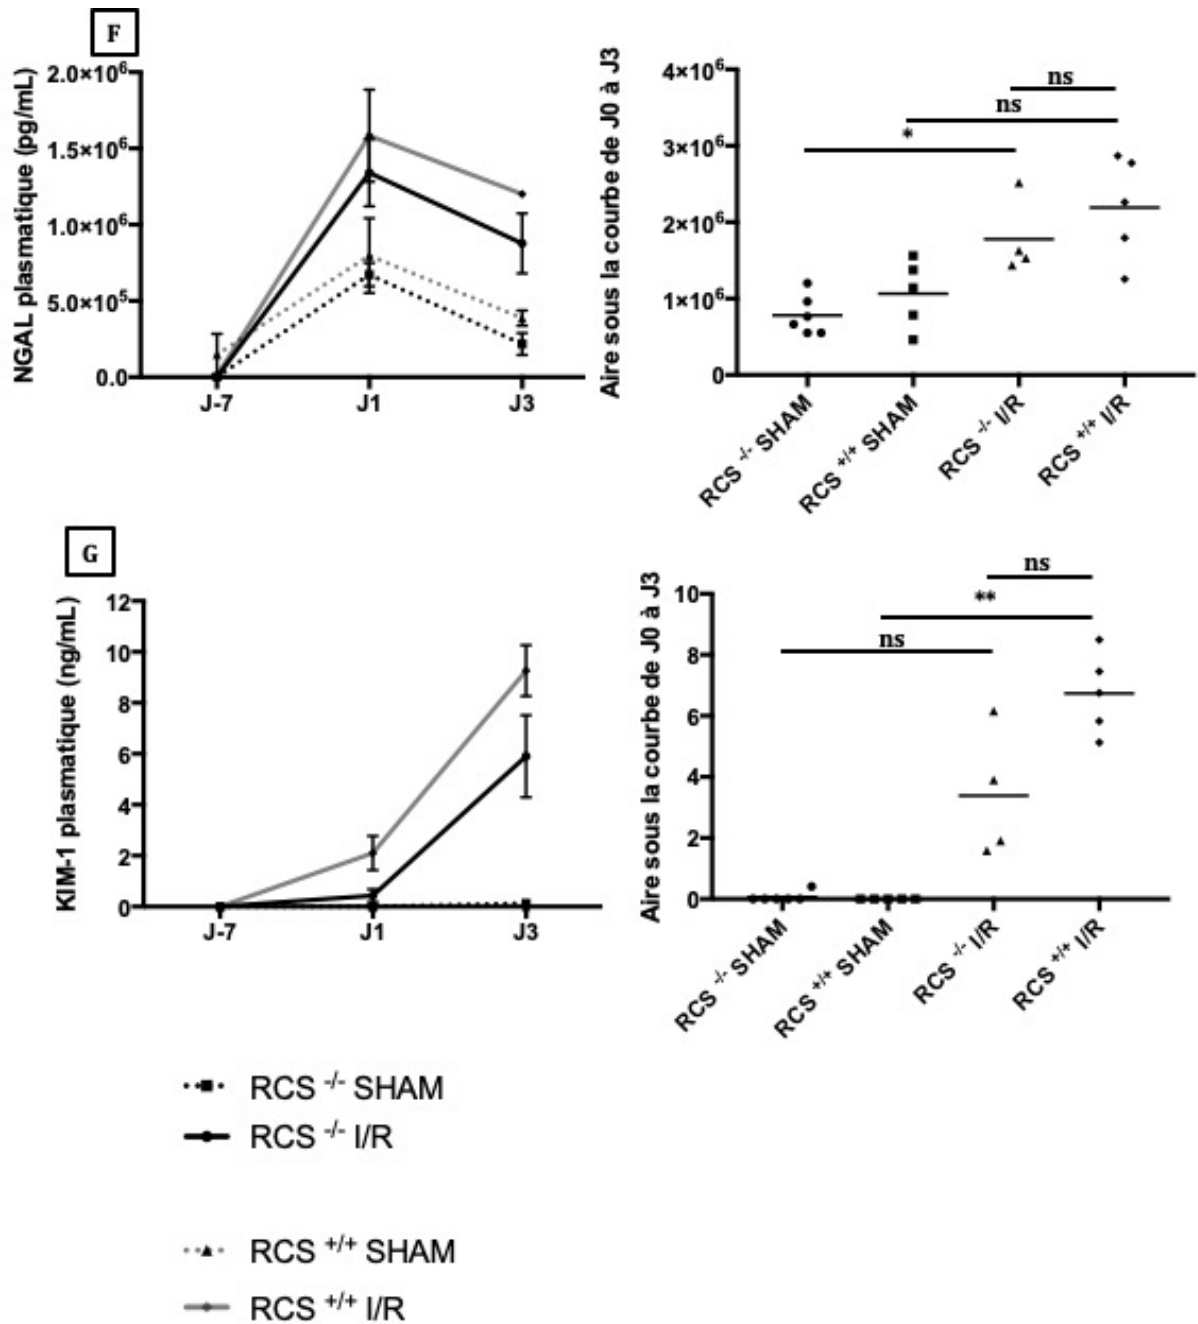 F
NGAL plasmatique (pg/mL)
2.0×10⁶
1.5×10⁶
1.0×10⁶
5.0×10⁵
0.0
J-7 J1 J3
Aire sous la courbe de J0 à J3
4×10⁶
3×10⁶
2×10⁶
1×10⁶
0
ns
ns
*
RCS -/- SHAM
RCS +/+ SHAM
RCS -/- I/R
RCS +/+ I/R
G
KIM-1 plasmatique (ng/mL)
12
10
8
6
4
2
0
J-7 J1 J3
Aire sous la courbe de J0 à J3
10
8
6
4
2
0
ns
**
ns
RCS -/- SHAM
RCS +/+ SHAM
RCS -/- I/R
RCS +/+ I/R
RCS -/- SHAM
RCS -/- I/R
RCS +/+ SHAM
RCS +/+ I/R